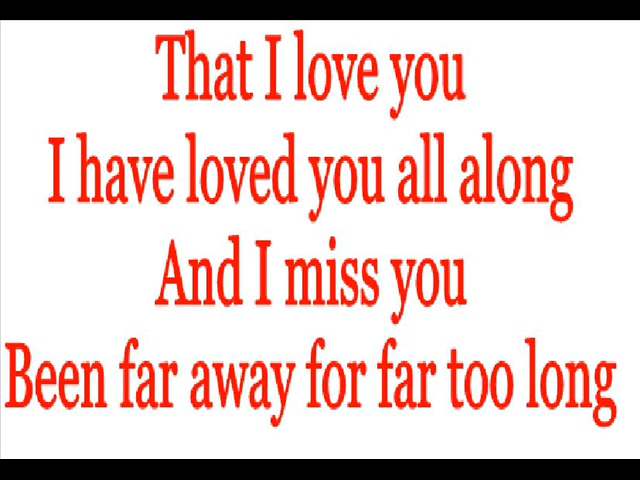 That I love you
I have loved you all along
And I miss you
Been far away for far too long